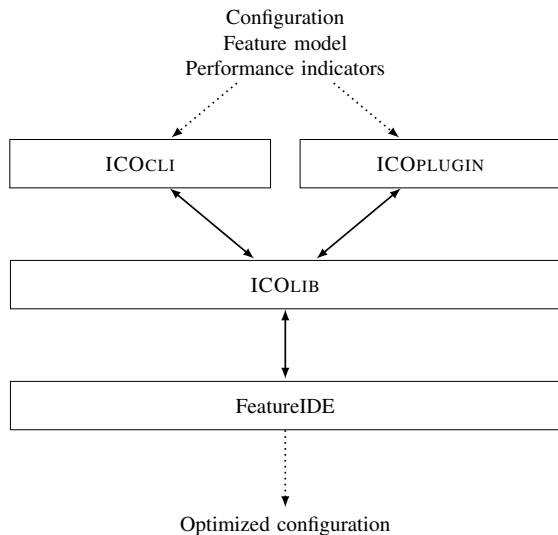 Configuration
Feature model
Performance indicators
ICOCLI
ICOPLUGIN
ICOLIB
FeatureIDE
Optimized configuration